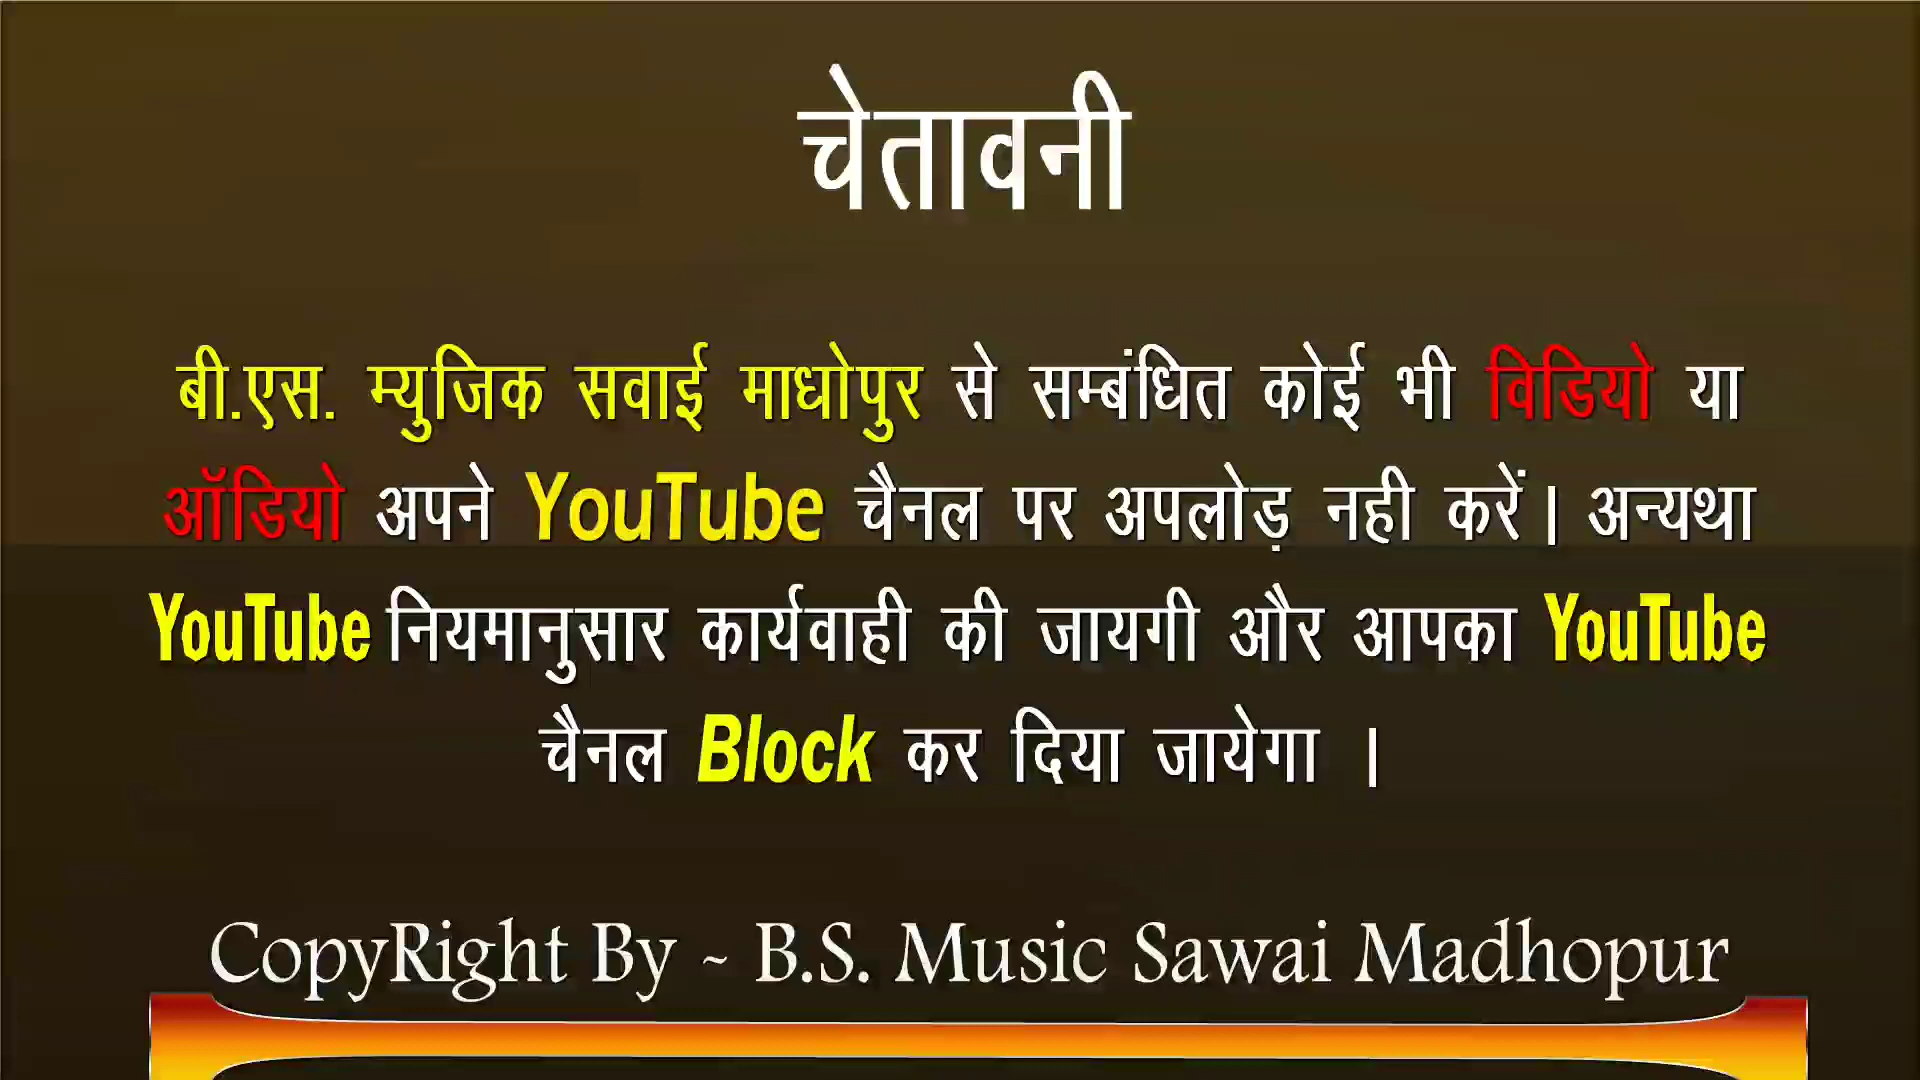 चेतावनी
बी.एस. म्युजिक सवाई माधोपुर से सम्बंधित कोई भी विडियो या
ऑडियो अपने YouTube चैनल पर अपलोड़ नही करें। अन्यथा
YouTube नियमानुसार कार्यवाही की जायगी और आपका YouTube
चैनल Block कर दिया जायेगा ।
CopyRight By - B.S. Music Sawai Madhopur